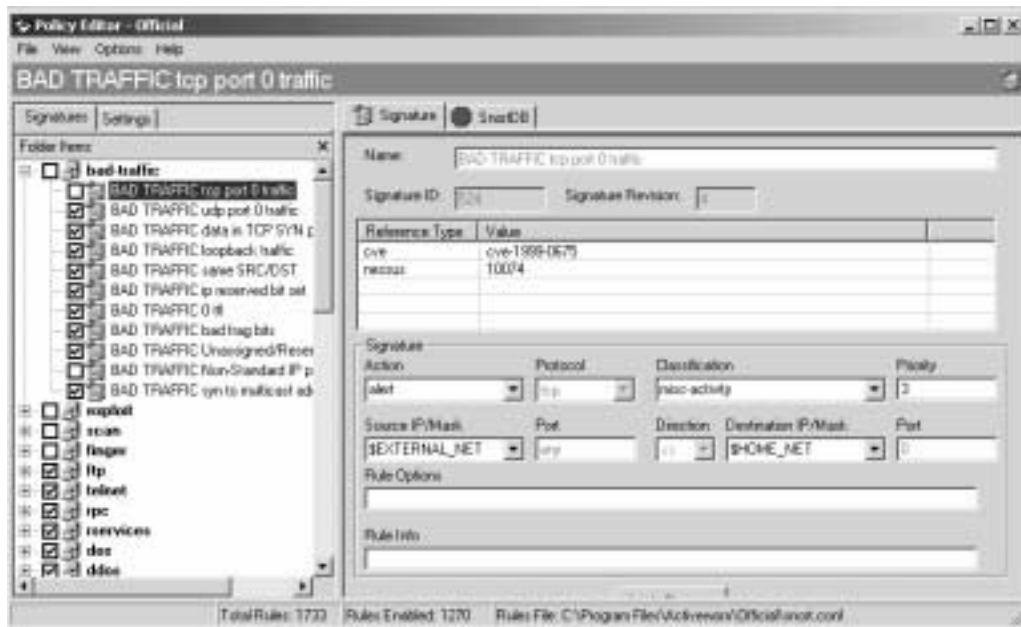 Policy Editor - Official
File View Options Help
BAD TRAFFIC tcp port 0 traffic
Signatures Settings
Signature SnortDB
Folder Items
bad-traffic
BAD TRAFFIC tcp port 0 traffic
BAD TRAFFIC udp port 0 traffic
BAD TRAFFIC data in TCP SYN p
BAD TRAFFIC loopback traffic
BAD TRAFFIC same SRC/DST
BAD TRAFFIC ip reserved bit set
BAD TRAFFIC 0 ttl
BAD TRAFFIC bad frag bits
BAD TRAFFIC Unassigned/Reser
BAD TRAFFIC Non-Standard IP p
BAD TRAFFIC syn to multicast ad
exploit
scan
finger
ftp
telnet
rpc
rservices
dos
ddos
Name: BAD TRAFFIC tcp port 0 traffic
Signature ID: 524 Signature Revision:
Reference Type Value
cve cve-1999-0675
nessus 10074
Signature
Action Protocol Classification Priority
alert tcp misc-activity 3
Source IP/Mask Port Direction Destination IP/Mask Port
$EXTERNAL_NET any <> $HOME_NET 0
Rule Options
Rule Info
Total Rules: 1733 Rules Enabled: 1270 Rules File: C:\Program Files\Activeworx\Official\snort.conf